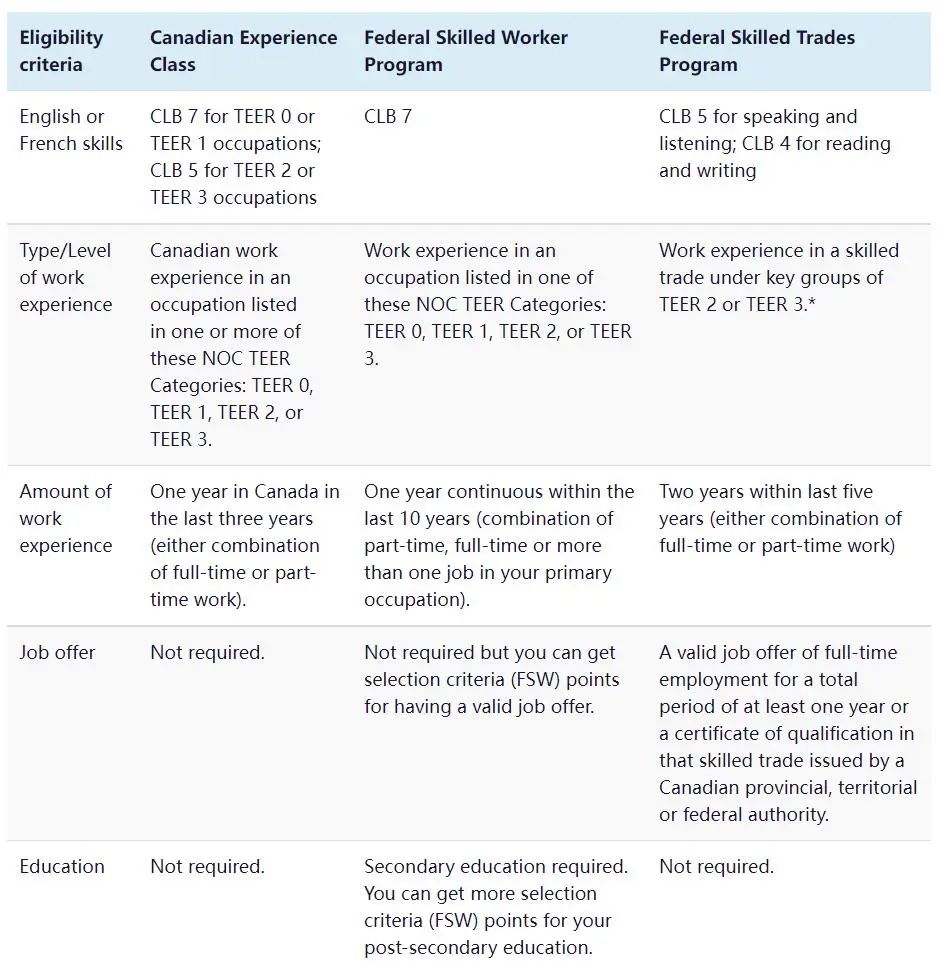 Eligibility criteria
Canadian Experience Class
Federal Skilled Worker Program
Federal Skilled Trades Program
English or
French skills
CLB 7 for TEER 0 or
TEER 1 occupations;
CLB 5 for TEER 2 or
TEER 3 occupations
CLB 7
CLB 5 for speaking and
listening; CLB 4 for reading
and writing
Type/Level
of work
experience
Canadian work
experience in an
occupation listed
in one or more of
these NOC TEER
Categories: TEER 0,
TEER 1, TEER 2, or
TEER 3.
Work experience in an
occupation listed in one of
these NOC TEER Categories:
TEER 0, TEER 1, TEER 2, or TEER
3.
Work experience in a skilled
trade under key groups of
TEER 2 or TEER 3.*
Amount of
work
experience
One year in Canada in
the last three years
(either combination
of full-time or part-
time work).
One year continuous within the
last 10 years (combination of
part-time, full-time or more
than one job in your primary
occupation).
Two years within last five
years (either combination of
full-time or part-time work)
Job offer
Not required.
Not required but you can get
selection criteria (FSW) points
for having a valid job offer.
A valid job offer of full-time
employment for a total
period of at least one year or
a certificate of qualification in
that skilled trade issued by a
Canadian provincial, territorial
or federal authority.
Education
Not required.
Secondary education required.
You can get more selection
criteria (FSW) points for your
post-secondary education.
Not required.